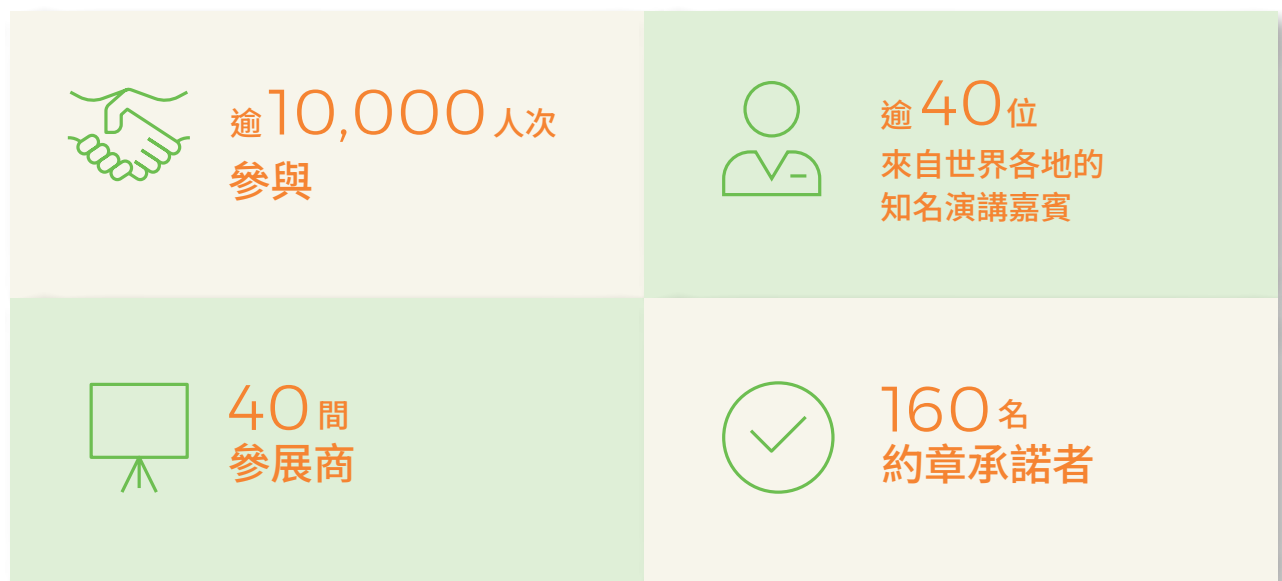 逾10,000人次
參與
逾40位
來自世界各地的
知名演講嘉賓
40間
參展商
160名
約章承諾者